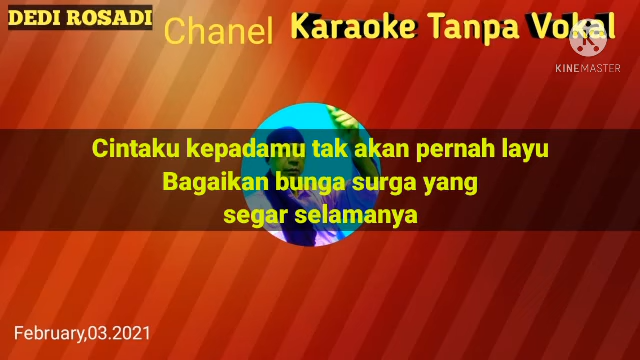 DEDI ROSADI
Chanel Karaoke Tanpa Vokal
KINEMASTER
Cintaku kepadamu tak akan pernah layu
Bagaikan bunga surga yang
segar selamanya
February,03.2021